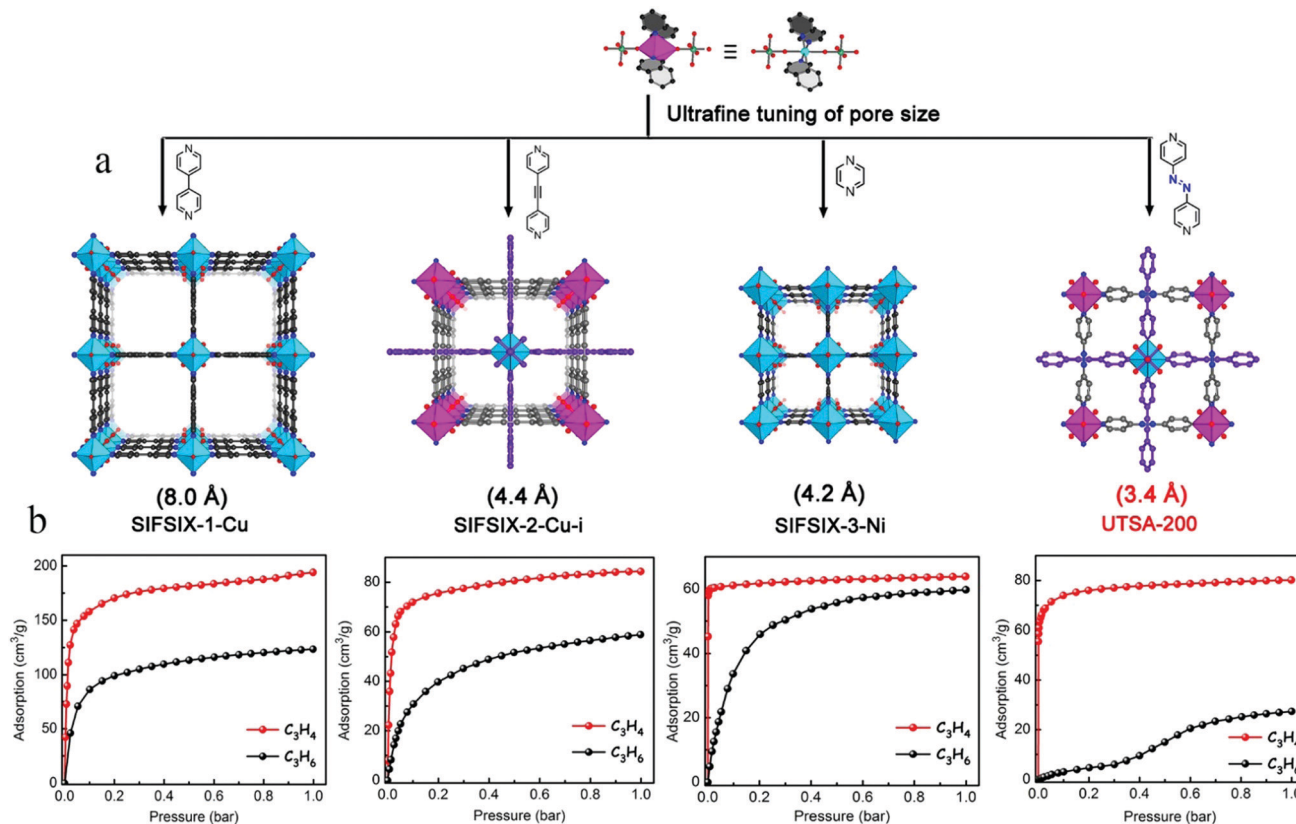 ≡
Ultrafine tuning of pore size
a
N
N
N
N
N
N
N
N
N
N
(8.0 Å)
(4.4 Å)
(4.2 Å)
(3.4 Å)
SIFSIX-1-Cu
SIFSIX-2-Cu-i
SIFSIX-3-Ni
UTSA-200
b
Adsorption (cm³/g)
200
150
100
50
0
0.0 0.2 0.4 0.6 0.8 1.0
Pressure (bar)
C₃H₄
C₃H₆
Adsorption (cm³/g)
80
60
40
20
0
0.0 0.2 0.4 0.6 0.8 1.0
Pressure (bar)
C₃H₄
C₃H₆
Adsorption (cm³/g)
60
40
20
0
0.0 0.2 0.4 0.6 0.8 1.0
Pressure (bar)
C₃H₄
C₃H₆
Adsorption (cm³/g)
80
60
40
20
0
0.0 0.2 0.4 0.6 0.8 1.0
Pressure (bar)